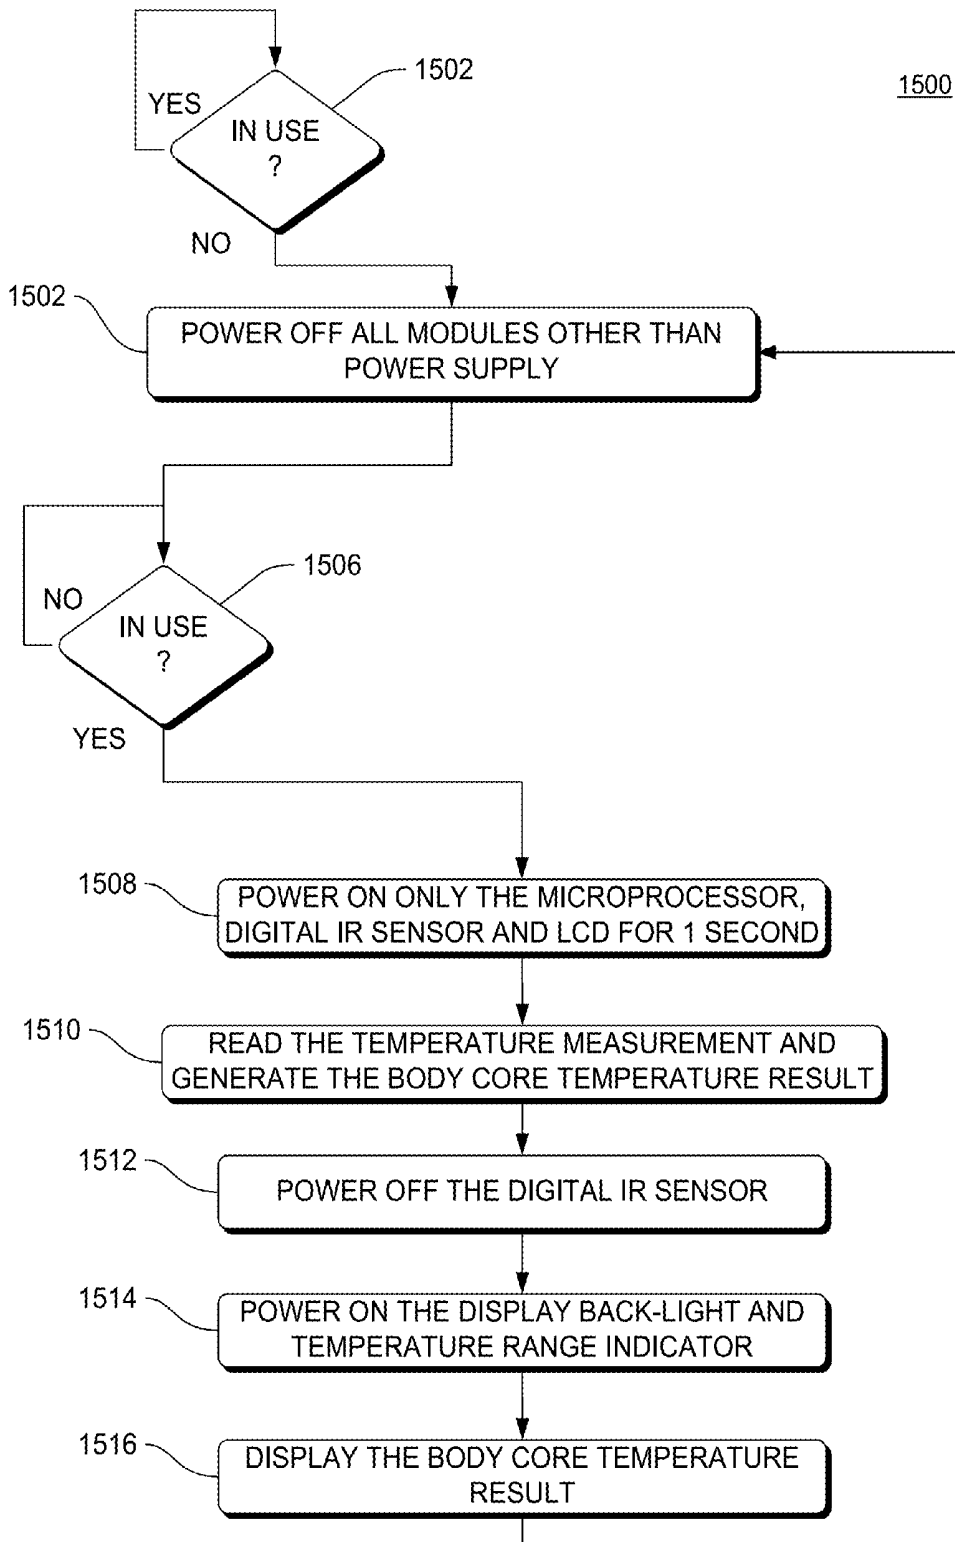 1502
1500
YES
IN USE
?
NO
1502
POWER OFF ALL MODULES OTHER THAN
POWER SUPPLY
1506
NO
IN USE
?
YES
1508
POWER ON ONLY THE MICROPROCESSOR,
DIGITAL IR SENSOR AND LCD FOR 1 SECOND
1510
READ THE TEMPERATURE MEASUREMENT AND
GENERATE THE BODY CORE TEMPERATURE RESULT
1512
POWER OFF THE DIGITAL IR SENSOR
1514
POWER ON THE DISPLAY BACK-LIGHT AND
TEMPERATURE RANGE INDICATOR
1516
DISPLAY THE BODY CORE TEMPERATURE
RESULT